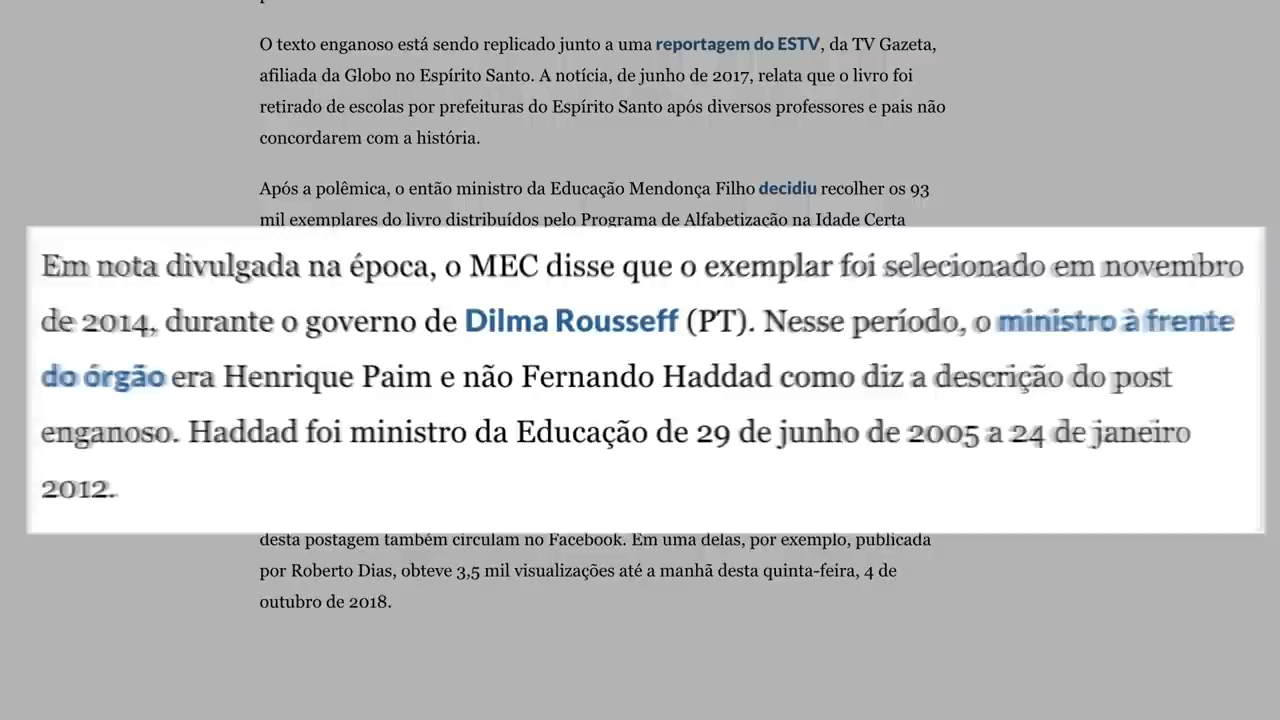 O texto enganoso está sendo replicado junto a uma reportagem do ESTV, da TV Gazeta,
afiliada da Globo no Espírito Santo. A notícia, de junho de 2017, relata que o livro foi
retirado de escolas por prefeituras do Espírito Santo após diversos professores e pais não
concordarem com a história.
Após a polêmica, o então ministro da Educação Mendonça Filho decidiu recolher os 93
mil exemplares do livro distribuídos pelo Programa de Alfabetização na Idade Certa
Em nota divulgada na época, o MEC disse que o exemplar foi selecionado em novembro
de 2014, durante o governo de Dilma Rousseff (PT). Nesse período, o ministro à frente
do órgão era Henrique Paim e não Fernando Haddad como diz a descrição do post
enganoso. Haddad foi ministro da Educação de 29 de junho de 2005 a 24 de janeiro
2012.
desta postagem também circulam no Facebook. Em uma delas, por exemplo, publicada
por Roberto Dias, obteve 3,5 mil visualizações até a manhã desta quinta-feira, 4 de
outubro de 2018.